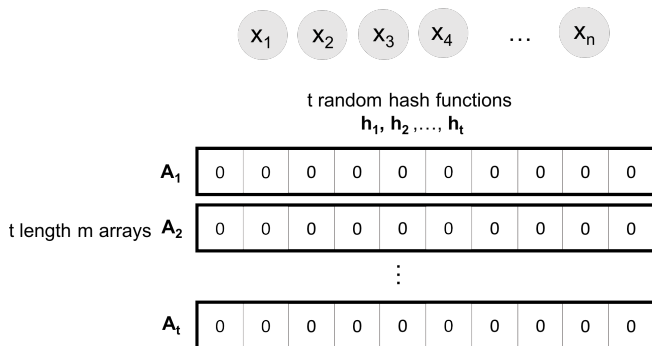 x1 x2 x3 x4 ... xn
t random hash functions
h1, h2 ,..., ht
A1 0 0 0 0 0 0 0 0 0 0
t length m arrays A2 0 0 0 0 0 0 0 0 0 0
⋮
At 0 0 0 0 0 0 0 0 0 0